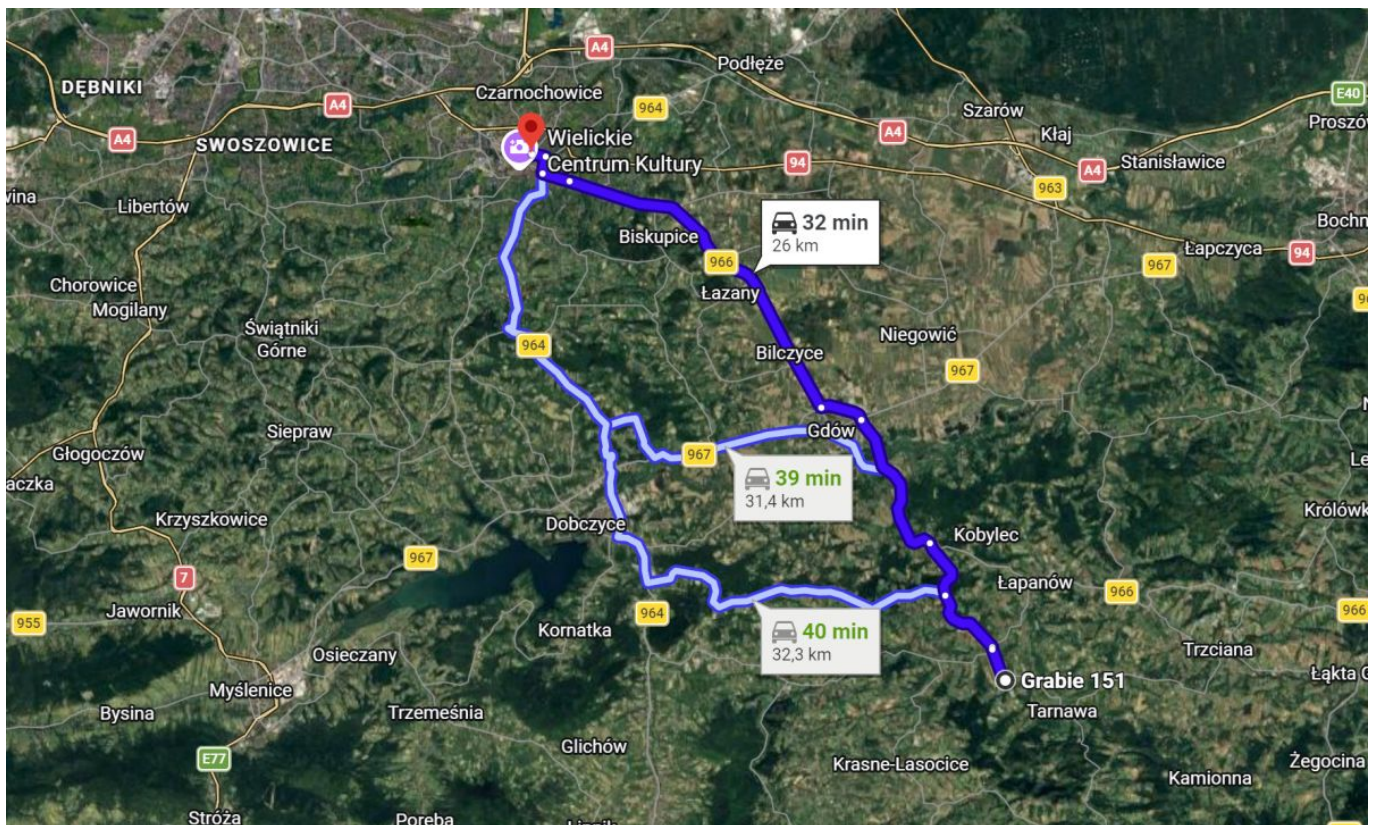 A4
Podłęże
DĘBNIKI
Czarnochowice
E40
A4
964
Szarów
Proszów
A4
SWOSZOWICE
Wielickie
Centrum Kultury
A4
Kłaj
94
A4
Stanisławice
963
Libertów
32 min
26 km
Bochn
Biskupice
966
Łapczyca
94
967
Chorowice
Mogilany
Łazany
Świątniki
Górne
964
Bilczyce
Niegowić
967
Siepraw
Gdów
Głogoczów
967
39 min
31,4 km
Królówk
Krzyszkowice
Dobczyce
Kobylec
967
7
Łapanów
966
Jawornik
955
964
966
Kornatka
40 min
32,3 km
Osieczany
Trzciana
Myślenice
Grabie 151
Łąkta G
Bysina
Trzemeśnia
Tarnawa
Glichów
E77
Krasne-Lasocice
Żegocina
Kamionna
Stróża
Poręba